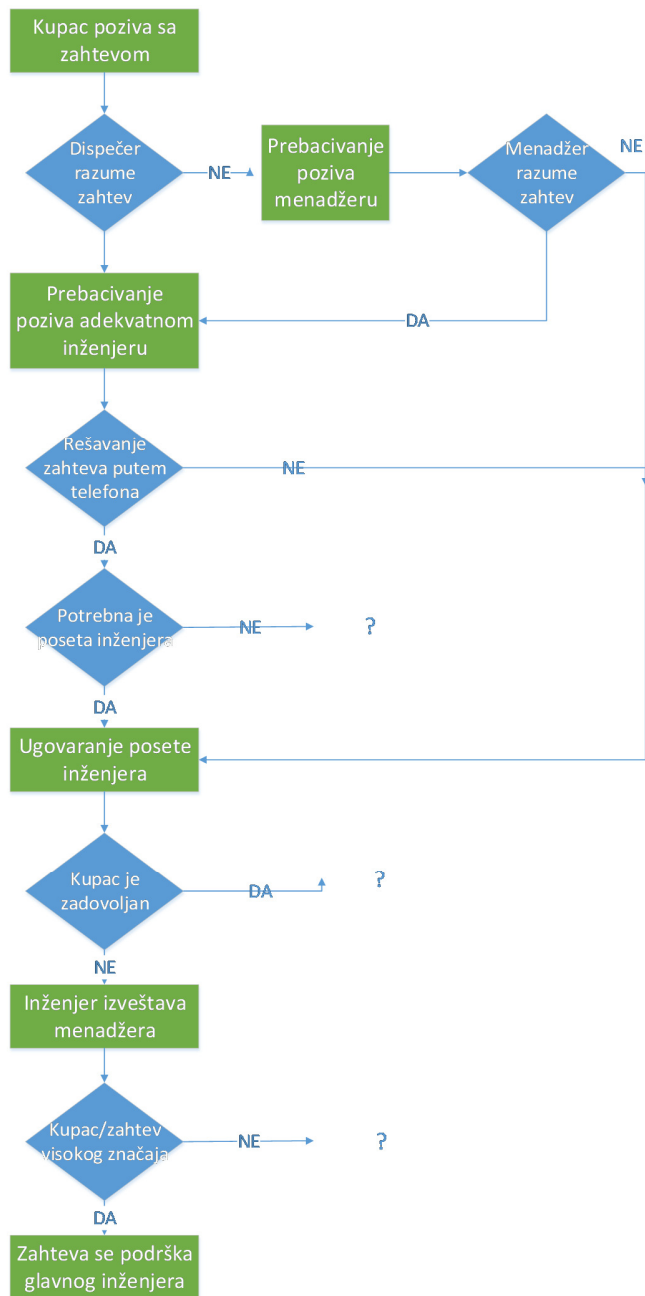 Kupac poziva sa
zahtevom
Dispečer
razume
zahtev
NE
Prebacivanje
poziva
menadžeru
Menadžer
razume
zahtev
NE
Prebacivanje
poziva adekvatnom
inženjeru
DA
Rešavanje
zahteva putem
telefona
NE
DA
Potrebna je
poseta inženjera
NE
?
DA
Ugovaranje posete
inženjera
Kupac je
zadovoljan
DA
?
NE
Inženjer izveštava
menadžera
Kupac/zahtev
visokog značaja
NE
?
DA
Zahteva se podrška
glavnog inženjera